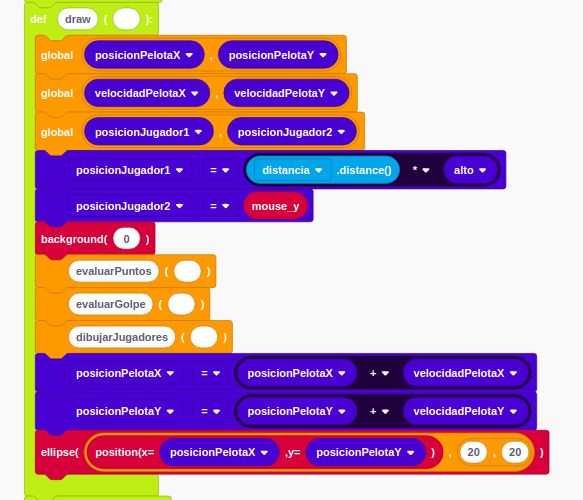 def draw ( ):
global posicionPelotaX , posicionPelotaY
global velocidadPelotaX , velocidadPelotaY
global posicionJugador1 , posicionJugador2
posicionJugador1 = distancia .distance() * alto
posicionJugador2 = mouse_y
background( 0 )
evaluarPuntos ( )
evaluarGolpe ( )
dibujarJugadores ( )
posicionPelotaX = posicionPelotaX + velocidadPelotaX
posicionPelotaY = posicionPelotaY + velocidadPelotaY
ellipse( position(x= posicionPelotaX ,y= posicionPelotaY ) , 20 , 20 )